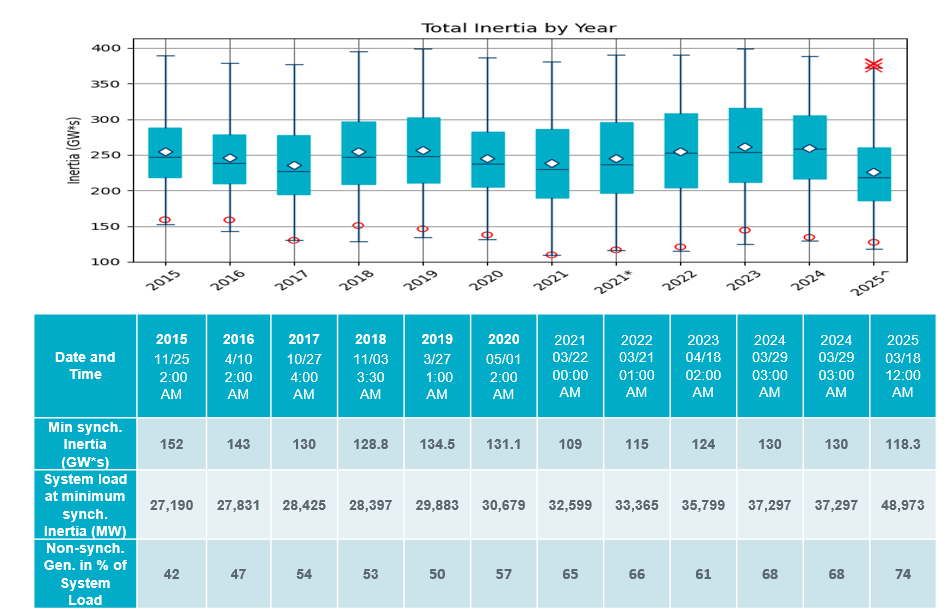 Total Inertia by Year
Inertia (GW*s)
400
350
300
250
200
150
100
2015
2016
2017
2018
2019
2020
2021
2021*
2022
2023
2024
2025^
Date and
Time
2015
11/25
2:00
AM
2016
4/10
2:00
AM
2017
10/27
4:00
AM
2018
11/03
3:30
AM
2019
3/27
1:00
AM
2020
05/01
2:00
AM
2021
03/22
00:00
AM
2022
03/21
01:00
AM
2023
04/18
02:00
AM
2024
03/29
03:00
AM
2024
03/29
03:00
AM
2025
03/18
12:00
AM
Min synch.
Inertia
(GW*s)
152 143 130 128.8 134.5 131.1 109 115 124 130 130 118.3
System load
at minimum
synch.
Inertia (MW)
27,190 27,831 28,425 28,397 29,883 30,679 32,599 33,365 35,799 37,297 37,297 48,973
Non-synch.
Gen. in % of
System
Load
42 47 54 53 50 57 65 66 61 68 68 74